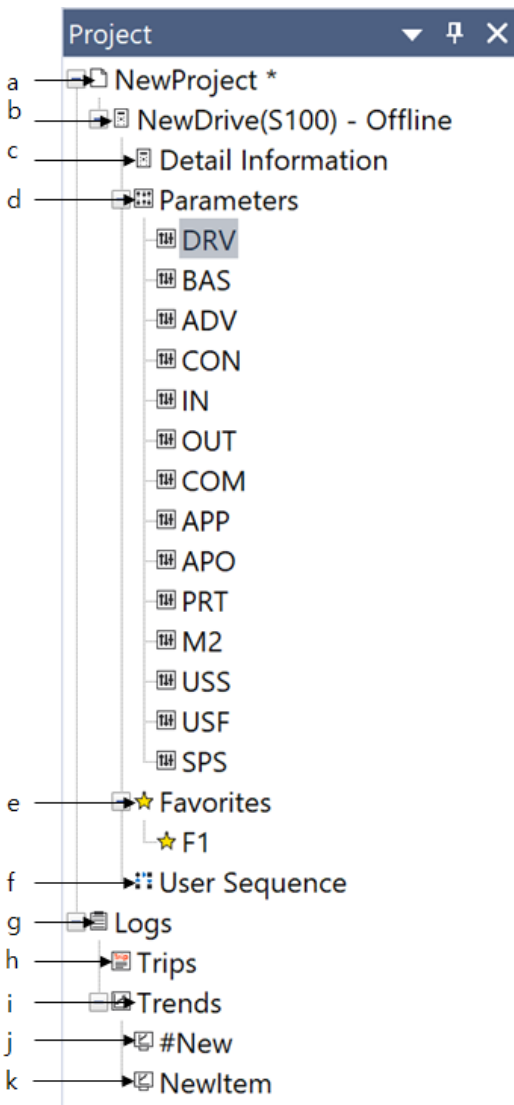 Project
a NewProject *
b NewDrive(S100) - Offline
c Detail Information
d Parameters
DRV
BAS
ADV
CON
IN
OUT
COM
APP
APO
PRT
M2
USS
USF
SPS
e Favorites
F1
f User Sequence
g Logs
h Trips
i Trends
j #New
k NewItem